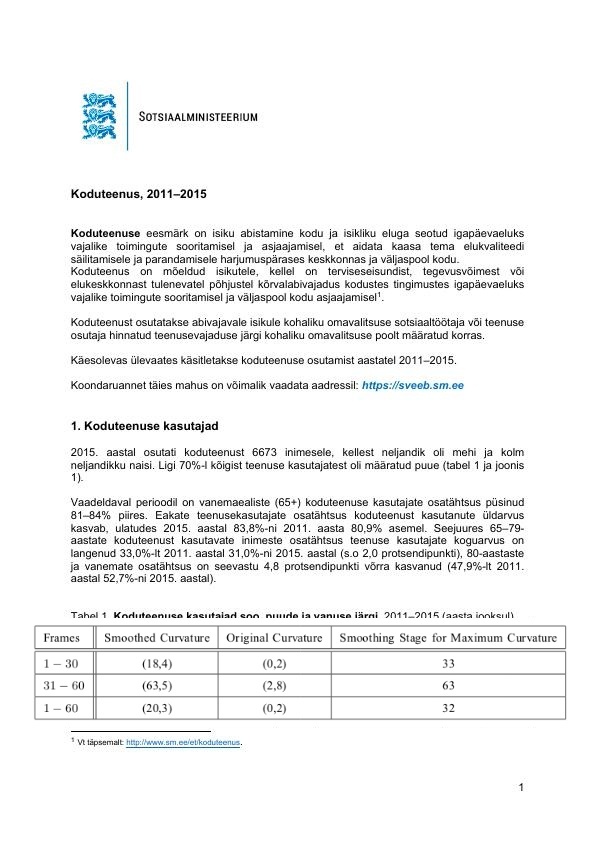 SOTSIAALMINISTEERIUM
Koduteenus, 2011–2015
Koduteenuse eesmärk on isiku abistamine kodu ja isikliku eluga seotud igapäevaeluks
vajalike toimingute sooritamisel ja asjaajamisel, et aidata kaasa tema elukvaliteedi
säilitamisele ja parandamisele harjumuspärases keskkonnas ja väljaspool kodu.
Koduteenus on mõeldud isikutele, kellel on terviseseisundist, tegevusvõimest või
elukeskkonnast tulenevatel põhjustel kõrvalabivajadus kodustes tingimustes igapäevaeluks
vajalike toimingute sooritamisel ja väljaspool kodu asjaajamisel1.
Koduteenust osutatakse abivajavale isikule kohaliku omavalitsuse sotsiaaltöötaja või teenuse
osutaja hinnatud teenusevajaduse järgi kohaliku omavalitsuse poolt määratud korras.
Käesolevas ülevaates käsitletakse koduteenuse osutamist aastatel 2011–2015.
Koondaruannet täies mahus on võimalik vaadata aadressil: https://sveeb.sm.ee
1. Koduteenuse kasutajad
2015. aastal osutati koduteenust 6673 inimesele, kellest neljandik oli mehi ja kolm
neljandikku naisi. Ligi 70%-l kõigist teenuse kasutajatest oli määratud puue (tabel 1 ja joonis
1).
Vaadeldaval perioodil on vanemaealiste (65+) koduteenuse kasutajate osatähtsus püsinud
81–84% piires. Eakate teenusekasutajate osatähtsus koduteenust kasutanute üldarvus
kasvab, ulatudes 2015. aastal 83,8%-ni 2011. aasta 80,9% asemel. Seejuures 65–79-
aastate koduteenust kasutavate inimeste osatähtsus teenuse kasutajate koguarvus on
langenud 33,0%-lt 2011. aastal 31,0%-ni 2015. aastal (s.o 2,0 protsendipunkti), 80-aastaste
ja vanemate osatähtsus on seevastu 4,8 protsendipunkti võrra kasvanud (47,9%-lt 2011.
aastal 52,7%-ni 2015. aastal).
Tabel 1. Koduteenuse kasutajad soo, puude ja vanuse järgi, 2011–2015 (aasta jooksul)
Frames Smoothed Curvature Original Curvature Smoothing Stage for Maximum Curvature
1 – 30 (18,4) (0,2) 33
31 – 60 (63,5) (2,8) 63
1 – 60 (20,3) (0,2) 32
1 Vt täpsemalt: http://www.sm.ee/et/koduteenus.
1